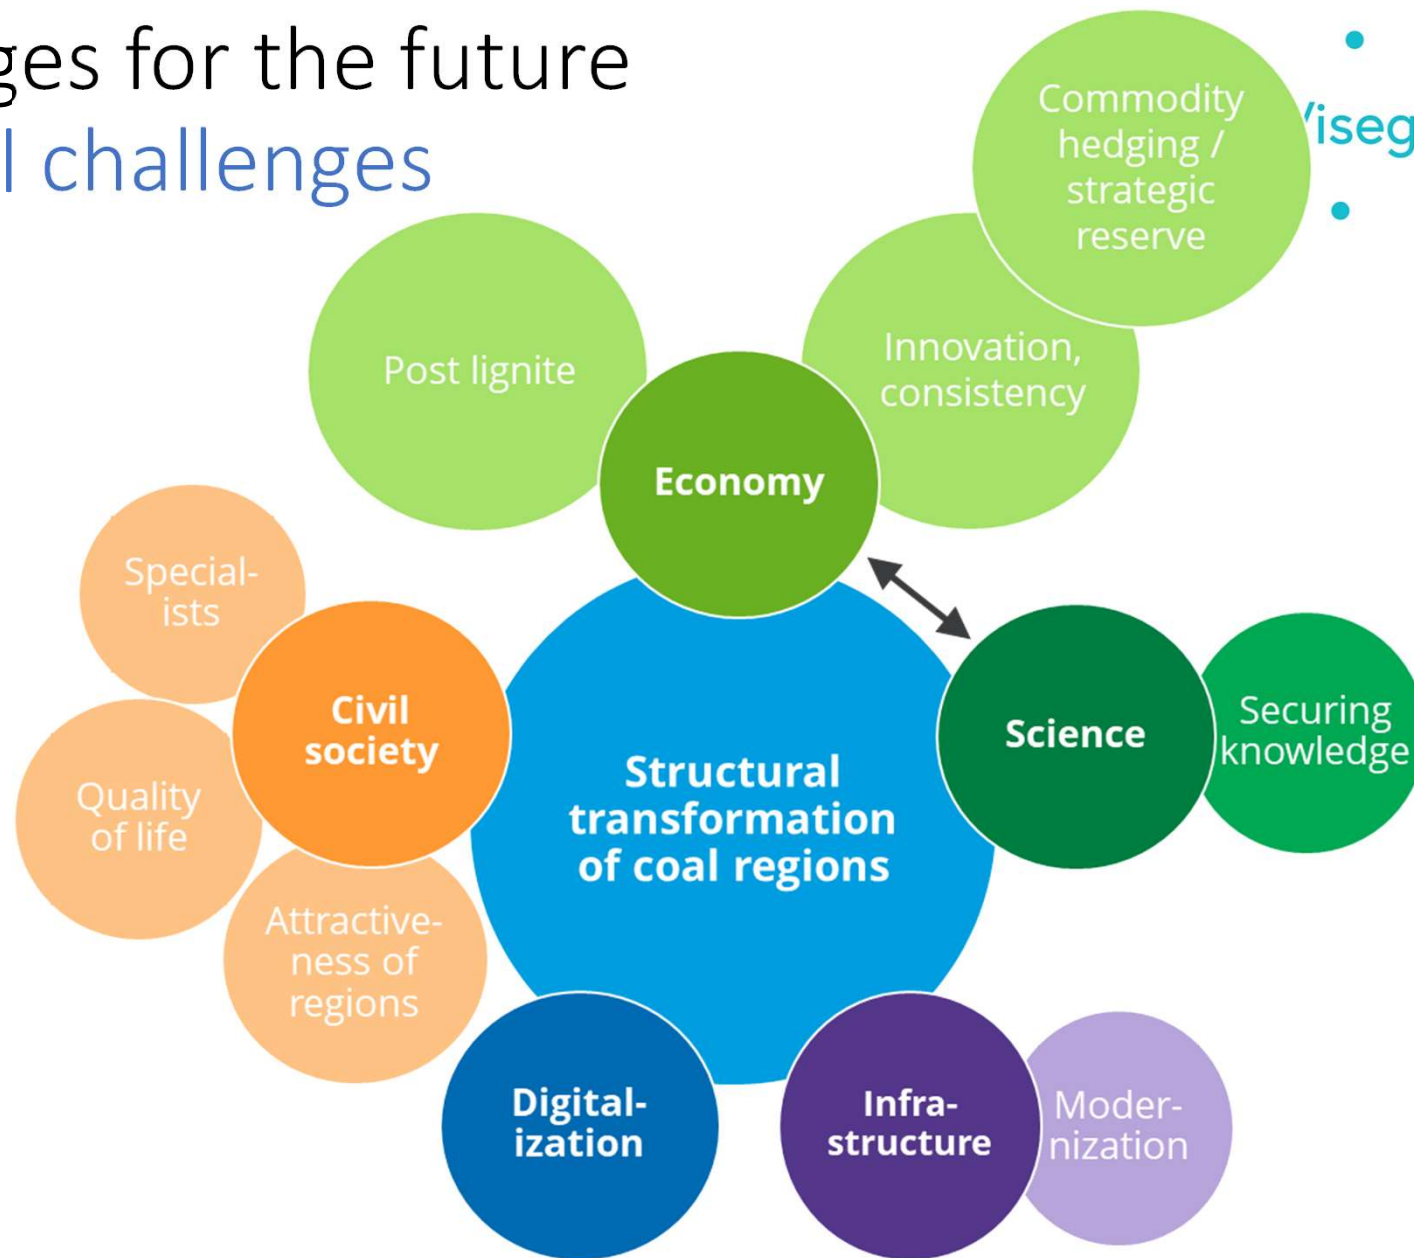 ges for the future
l challenges
Commodity
hedging /
strategic
reserve
iseg
Post lignite
Innovation,
consistency
Economy
Special-
ists
Civil
society
Quality
of life
Attractive-
ness of
regions
Structural
transformation
of coal regions
Science
Securing
knowledge
Digital-
ization
Infra-
structure
Moder-
nization